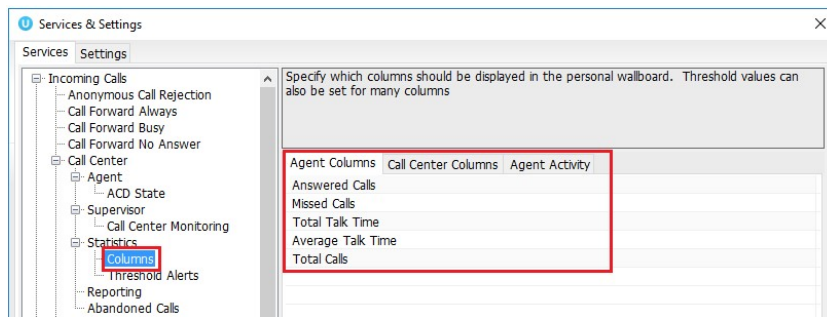 Services & Settings
Services Settings
Incoming Calls
Anonymous Call Rejection
Call Forward Always
Call Forward Busy
Call Forward No Answer
Call Center
Agent
ACD State
Supervisor
Call Center Monitoring
Statistics
Columns
Threshold Alerts
Reporting
Abandoned Calls
Specify which columns should be displayed in the personal wallboard. Threshold values can
also be set for many columns
Agent Columns Call Center Columns Agent Activity
Answered Calls
Missed Calls
Total Talk Time
Average Talk Time
Total Calls